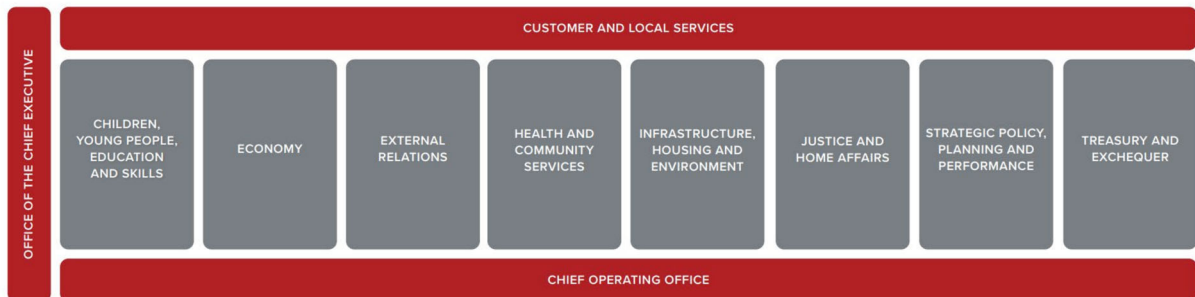 OFFICE OF THE CHIEF EXECUTIVE
CUSTOMER AND LOCAL SERVICES
CHILDREN,
YOUNG PEOPLE,
EDUCATION
AND SKILLS
ECONOMY
EXTERNAL
RELATIONS
HEALTH AND
COMMUNITY
SERVICES
INFRASTRUCTURE,
HOUSING AND
ENVIRONMENT
JUSTICE AND
HOME AFFAIRS
STRATEGIC POLICY,
PLANNING AND
PERFORMANCE
TREASURY AND
EXCHEQUER
CHIEF OPERATING OFFICE